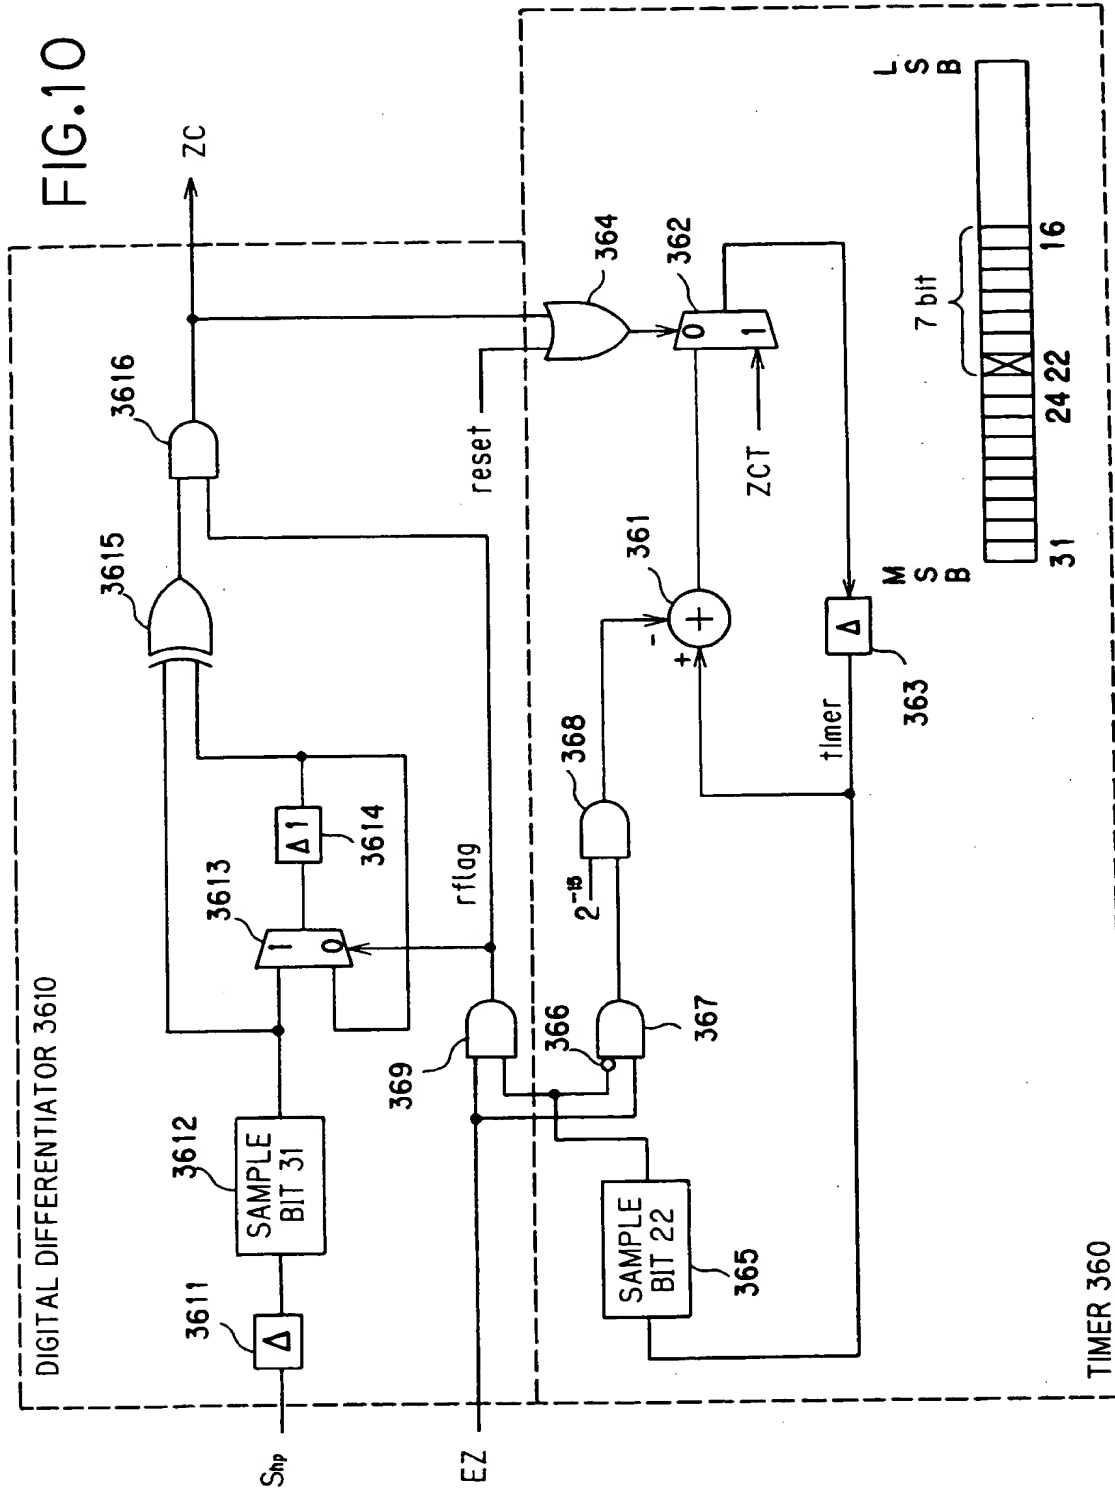 FIG.10
DIGITAL DIFFERENTIATOR 3610
Shp
3611
Δ
3612
SAMPLE
BIT 31
3613
1
0
Δ1
3614
3615
3616
ZC
EZ
369
rflag
reset
364
366
367
2⁻¹⁵
368
361
+
-
+
362
0
1
ZCT
SAMPLE
BIT 22
365
timer
Δ
363
MSB
LSB
7 bit
31
24 22
16
TIMER 360